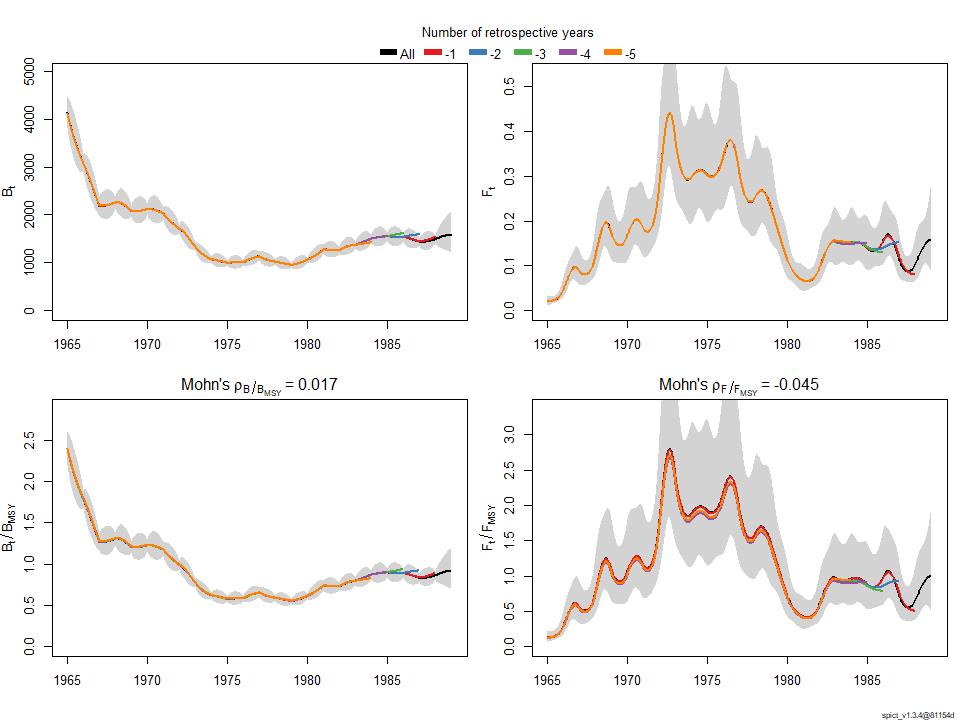 Number of retrospective years
All -1 -2 -3 -4 -5
Bt
0 1000 2000 3000 4000 5000
1965 1970 1975 1980 1985
Ft
0.0 0.1 0.2 0.3 0.4 0.5
1965 1970 1975 1980 1985
Mohn's ρB/BMSY = 0.017
Bt/BMSY
0.0 0.5 1.0 1.5 2.0 2.5
1965 1970 1975 1980 1985
Mohn's ρF/FMSY = -0.045
Ft/FMSY
0.0 0.5 1.0 1.5 2.0 2.5 3.0
1965 1970 1975 1980 1985
spict_v1.3.4@81154d